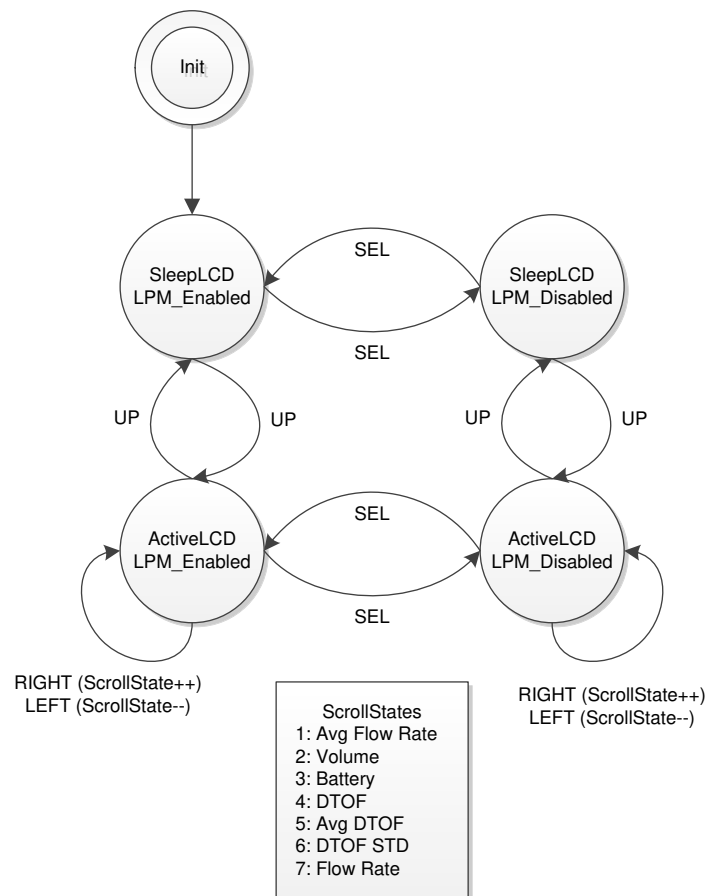 Init
SleepLCD
LPM_Enabled
SEL
SEL
SleepLCD
LPM_Disabled
UP
UP
UP
UP
ActiveLCD
LPM_Enabled
SEL
SEL
ActiveLCD
LPM_Disabled
RIGHT (ScrollState++)
LEFT (ScrollState--)
RIGHT (ScrollState++)
LEFT (ScrollState--)
ScrollStates
1: Avg Flow Rate
2: Volume
3: Battery
4: DTOF
5: Avg DTOF
6: DTOF STD
7: Flow Rate